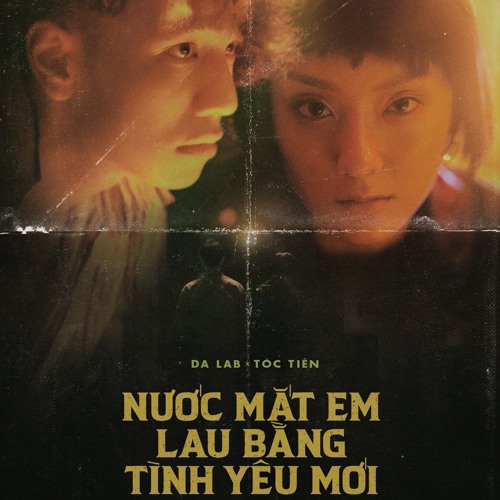 DA LAB × TÓC TIÊN
NƯỚC MẮT EM
LAU BẰNG
TÌNH YÊU MỚI